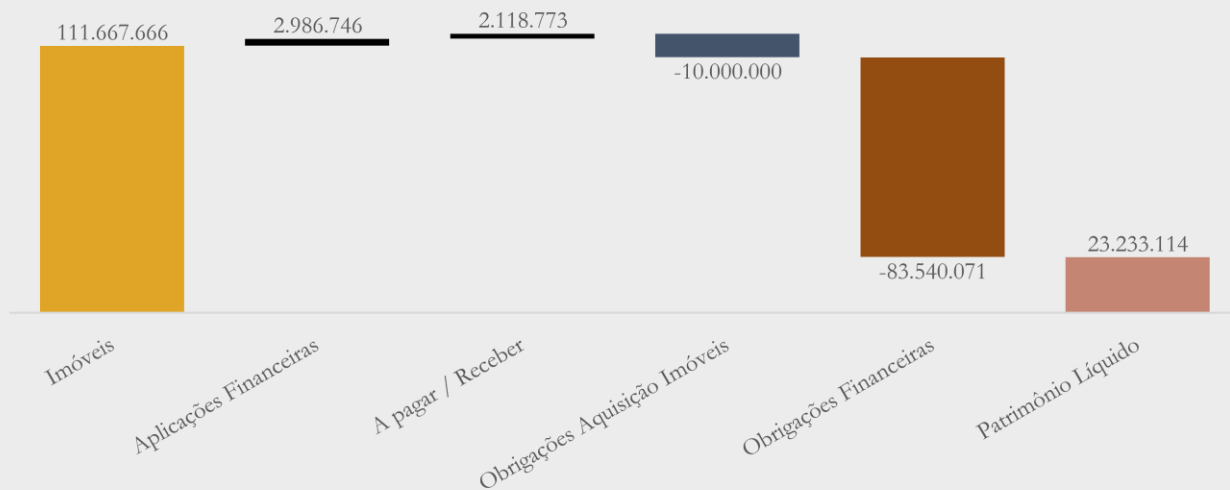 111.667.666
2.986.746
2.118.773
-10.000.000
-83.540.071
23.233.114
Imóveis
Aplicações Financeiras
A pagar / Receber
Obrigações Aquisição Imóveis
Obrigações Financeiras
Patrimônio Líquido